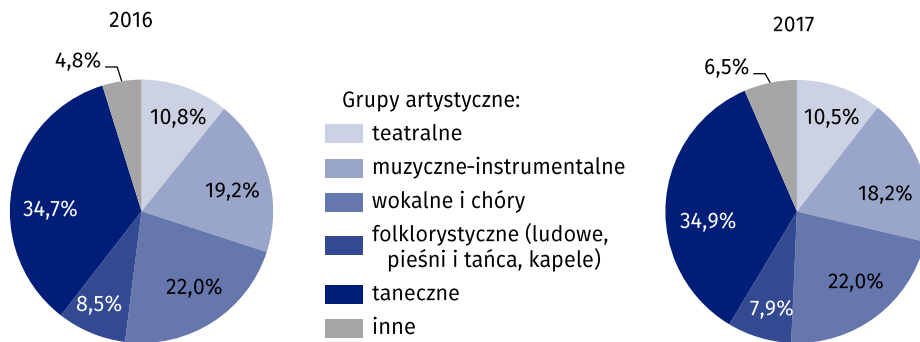 2016
4,8%
10,8%
19,2%
22,0%
8,5%
34,7%
Grupy artystyczne:
teatralne
muzyczne-instrumentalne
wokalne i chóry
folklorystyczne (ludowe,
pieśni i tańca, kapele)
taneczne
inne
2017
6,5%
10,5%
18,2%
22,0%
7,9%
34,9%